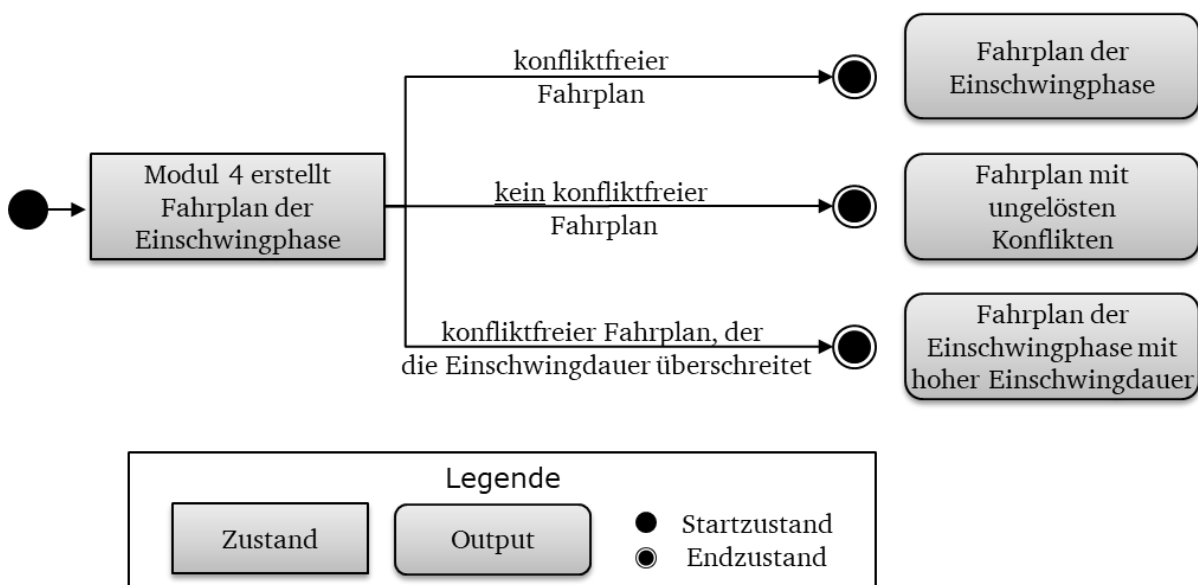 konfliktfreier
Fahrplan
Fahrplan der
Einschwingphase
Modul 4 erstellt
Fahrplan der
Einschwingphase
kein konfliktfreier
Fahrplan
Fahrplan mit
ungelösten
Konflikten
konfliktfreier Fahrplan, der
die Einschwingdauer überschreitet
Fahrplan der
Einschwingphase mit
hoher Einschwingdauer
Legende
Zustand
Output
Startzustand
Endzustand